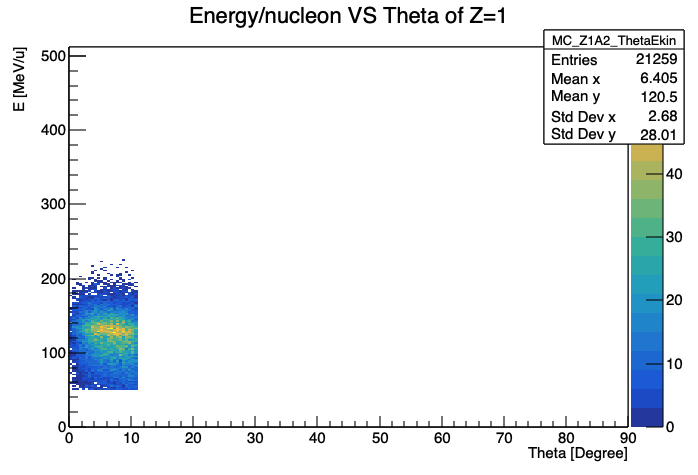 Energy/nucleon VS Theta of Z=1
MC_Z1A2_ThetaEkin
Entries 21259
Mean x 6.405
Mean y 120.5
Std Dev x 2.68
Std Dev y 28.01
E [MeV/u]
500
400
300
200
100
0
40
30
20
10
0
0 10 20 30 40 50 60 70 80 90
Theta [Degree]